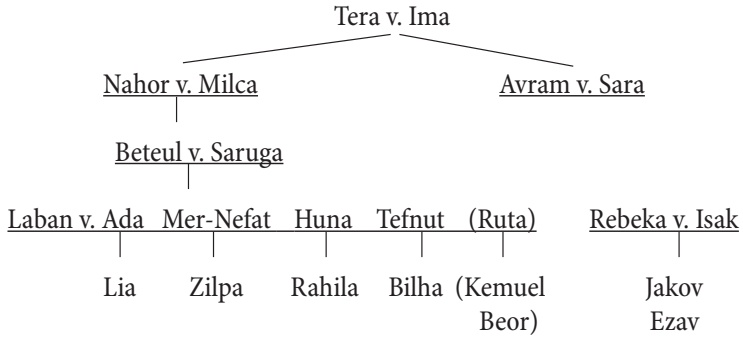 Tera v. Ima
Nahor v. Milca Avram v. Sara
Beteul v. Saruga
Laban v. Ada Mer-Nefat Huna Tefnut (Ruta) Rebeka v. Isak
Lia Zilpa Rahila Bilha (Kemuel Jakov
Beor) Ezav